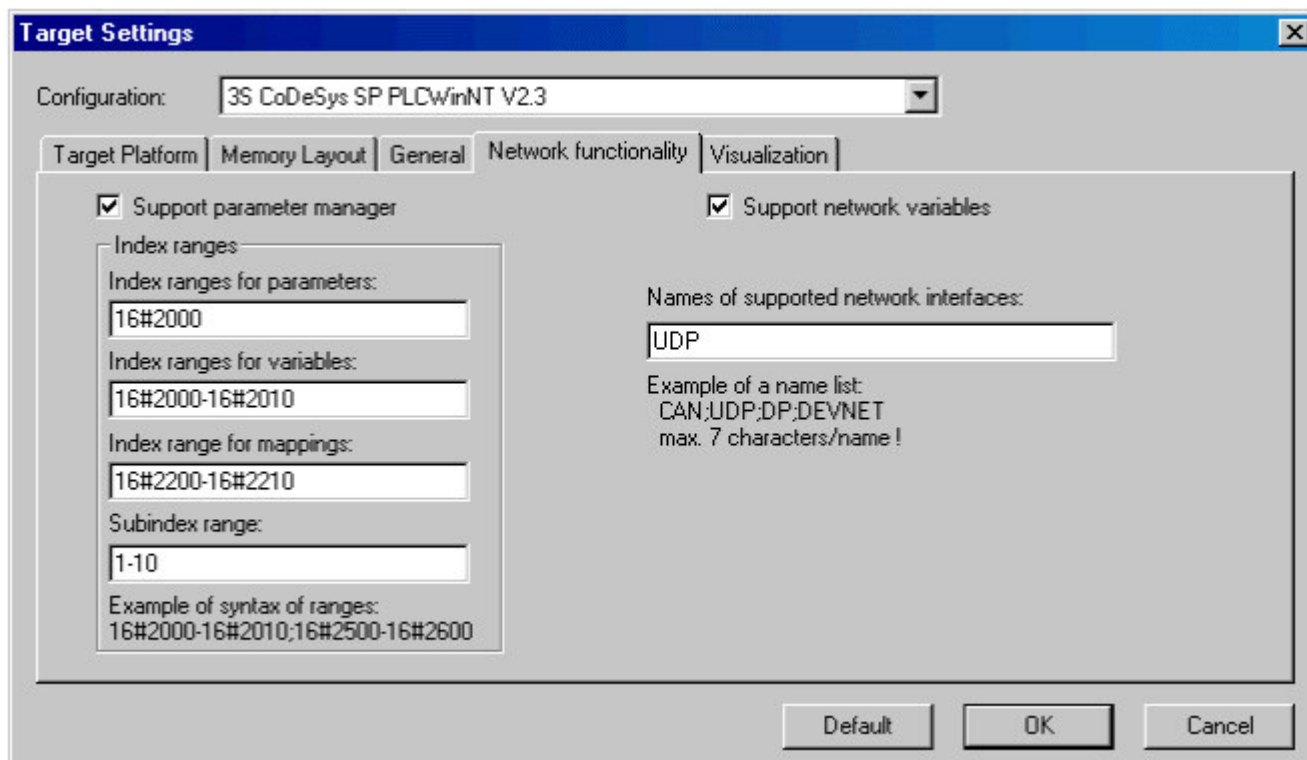 Target Settings
Configuration:
3S CoDeSys SP PLCWinNT V2.3
Target Platform
Memory Layout
General
Network functionality
Visualization
Support parameter manager
Index ranges
Index ranges for parameters:
16#2000
Index ranges for variables:
16#2000-16#2010
Index range for mappings:
16#2200-16#2210
Subindex range:
1-10
Example of syntax of ranges:
16#2000-16#2010;16#2500-16#2600
Support network variables
Names of supported network interfaces:
UDP
Example of a name list:
CAN;UDP;DP;DEVNET
max. 7 characters/name !
Default
OK
Cancel